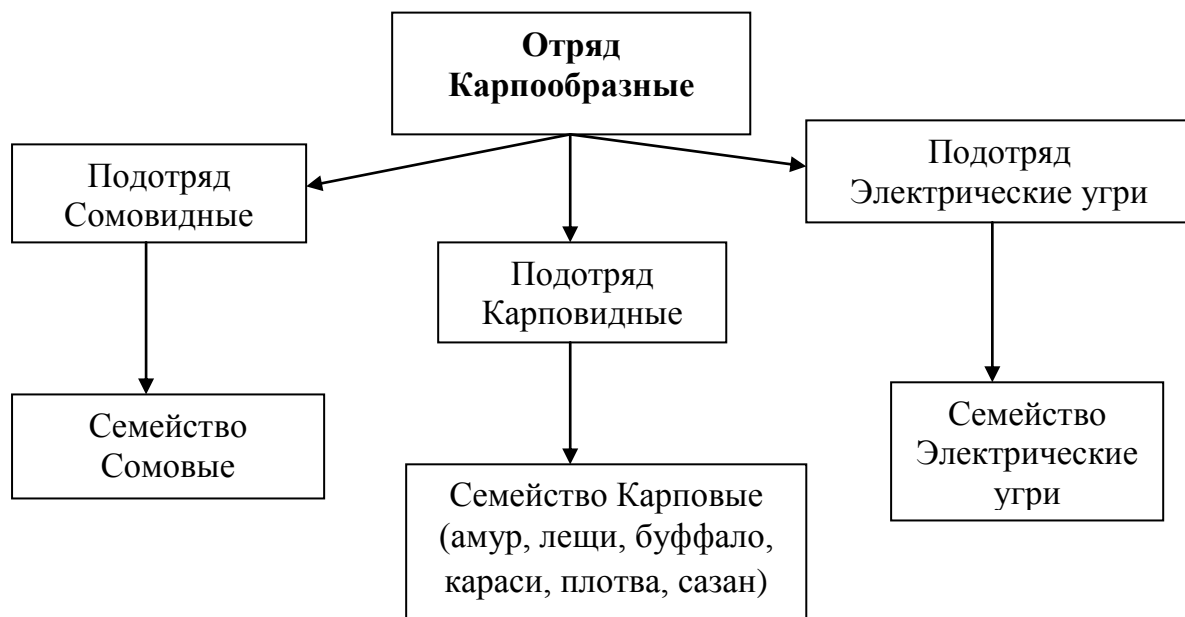 Отряд
Карпообразные
Подотряд
Сомовидные
Подотряд
Карповидные
Подотряд
Электрические угри
Семейство
Сомовые
Семейство Карповые
(амур, лещи, буффало,
караси, плотва, сазан)
Семейство
Электрические
угри